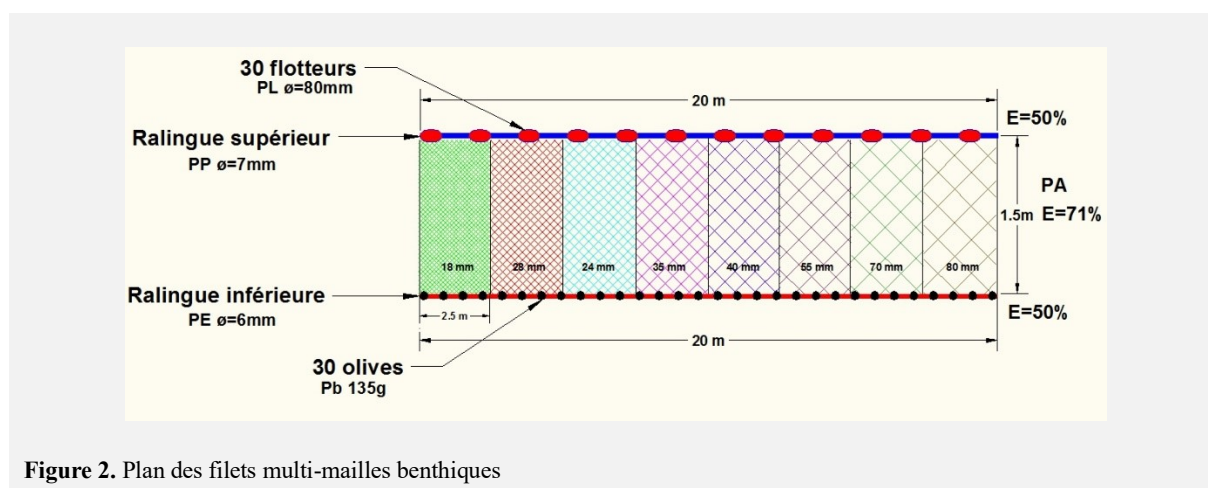 30 flotteurs
PL ø=80mm
20 m
E=50%
Ralingue supérieur
PP ø=7mm
PA
1.5m E=71%
18 mm 28 mm 24 mm 35 mm 40 mm 55 mm 70 mm 80 mm
Ralingue inférieure
PE ø=6mm
2.5 m
E=50%
20 m
30 olives
Pb 135g
Figure 2. Plan des filets multi-mailles benthiques